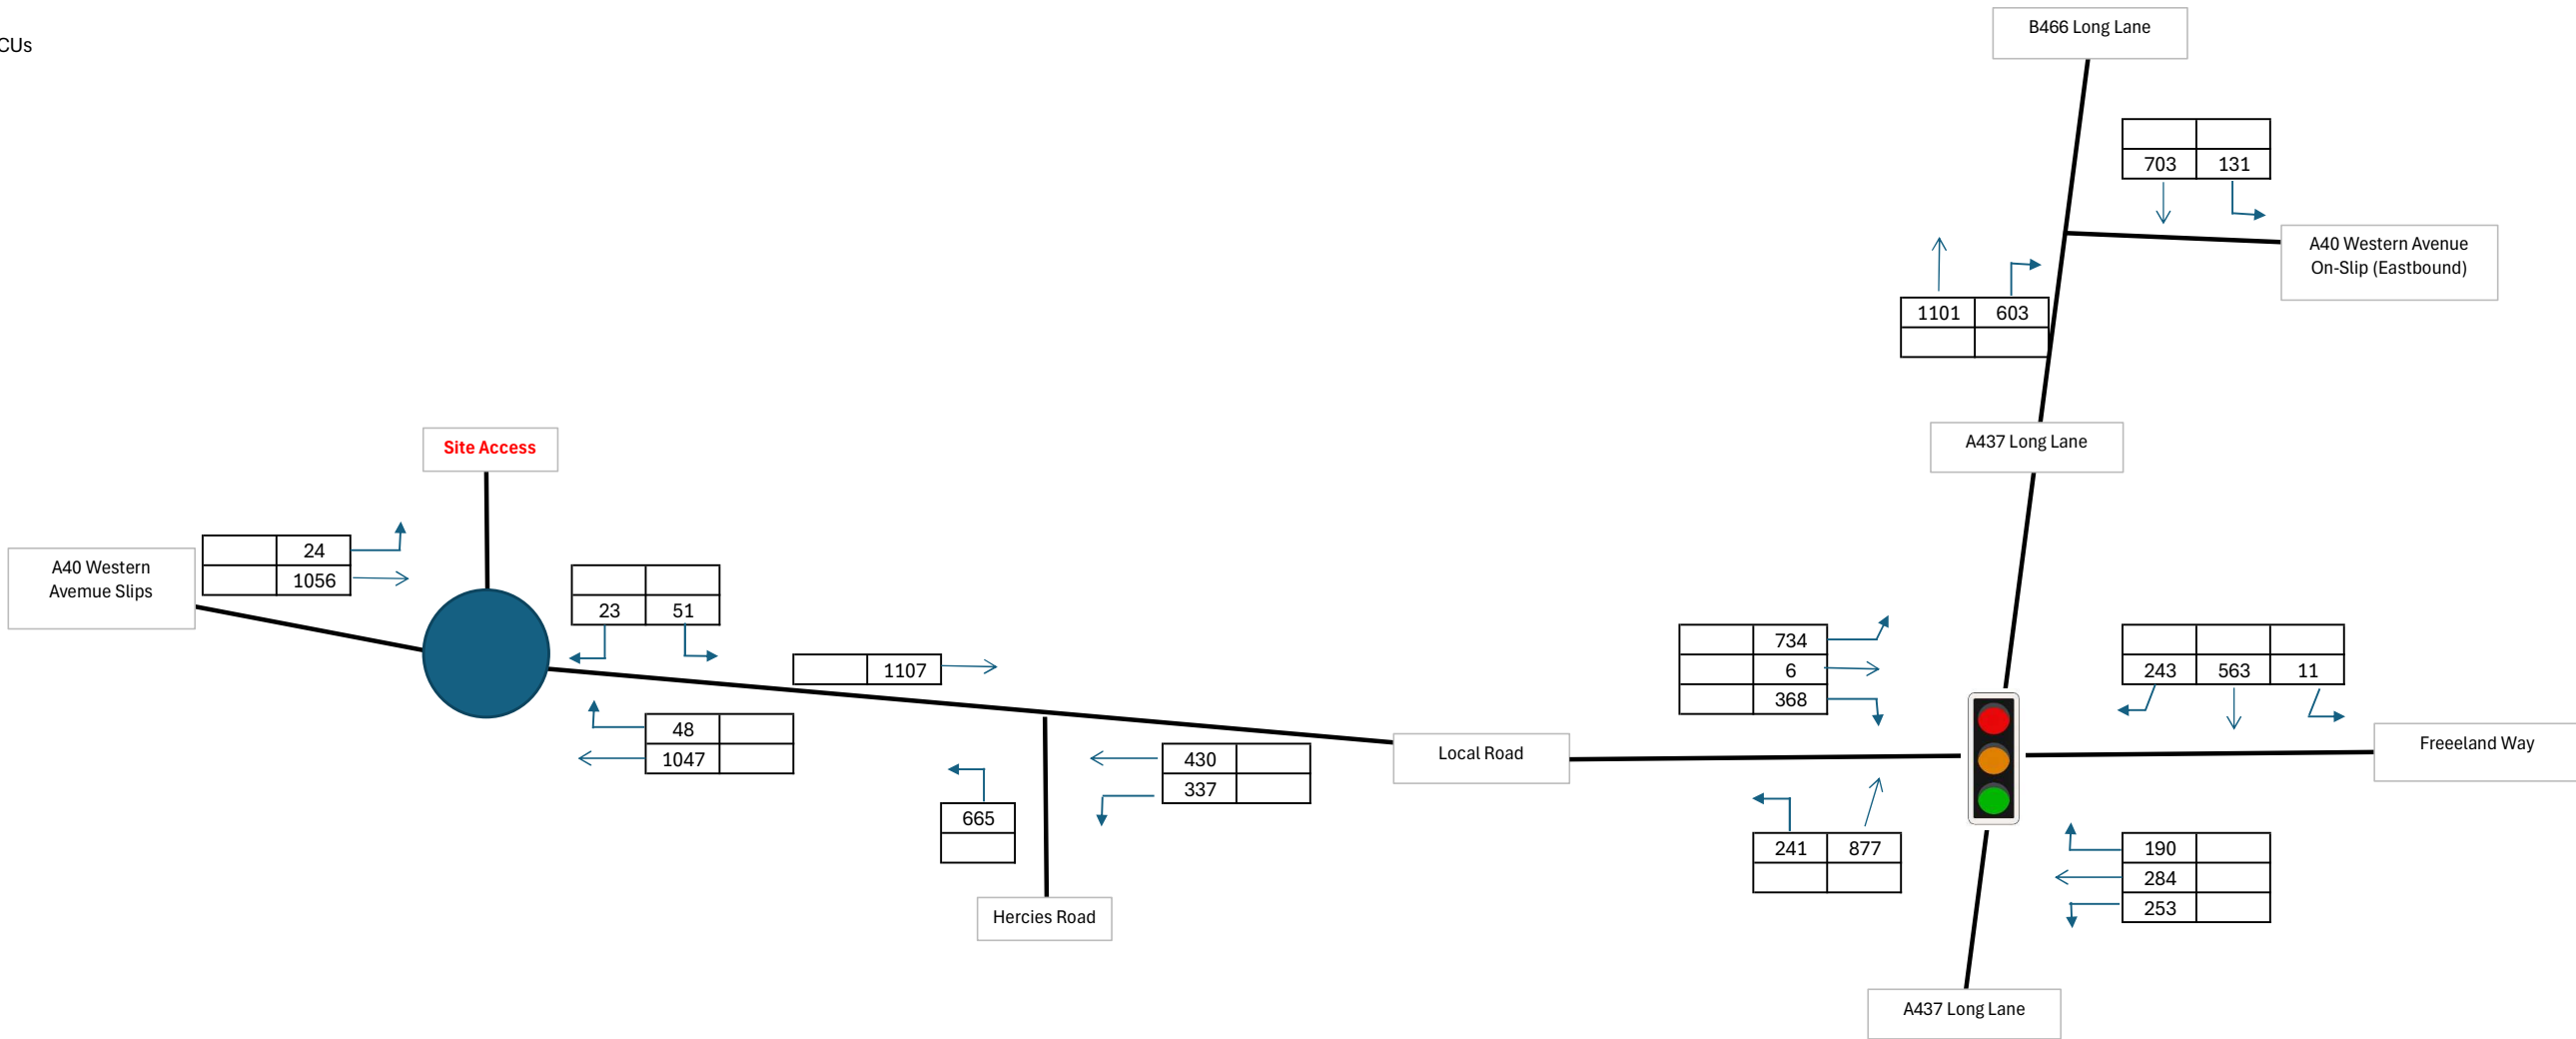 CUs
B466 Long Lane
703 131
A40 Western Avenue
On-Slip (Eastbound)
1101 603
A437 Long Lane
Site Access
24
1056
A40 Western
Avemue Slips
23 51
1107
48
1047
430
337
665
Hercies Road
Local Road
734
6
368
243 563 11
Freeeland Way
241 877
190
284
253
A437 Long Lane